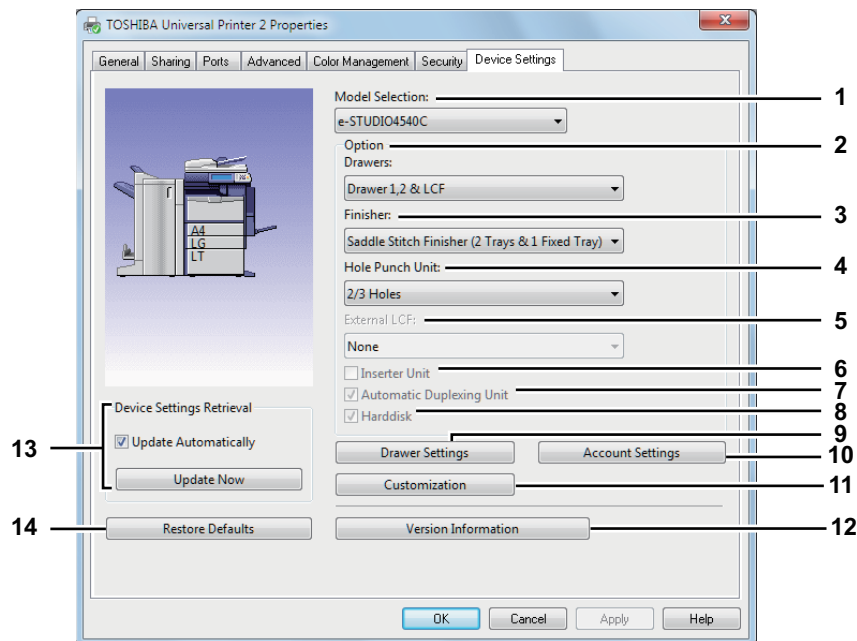 TOSHIBA Universal Printer 2 Properties
General Sharing Ports Advanced Color Management Security Device Settings
Model Selection: 1
e-STUDIO4540C
Option 2
Drawers:
Drawer 1,2 & LCF
Finisher: 3
Saddle Stitch Finisher (2 Trays & 1 Fixed Tray)
Hole Punch Unit: 4
2/3 Holes
External LCF: 5
None
Inserter Unit 6
Automatic Duplexing Unit 7
Harddisk 8
A4
LG
LT
Device Settings Retrieval
13 Update Automatically
Update Now
9
Drawer Settings Account Settings 10
Customization 11
14 Restore Defaults Version Information 12
OK Cancel Apply Help